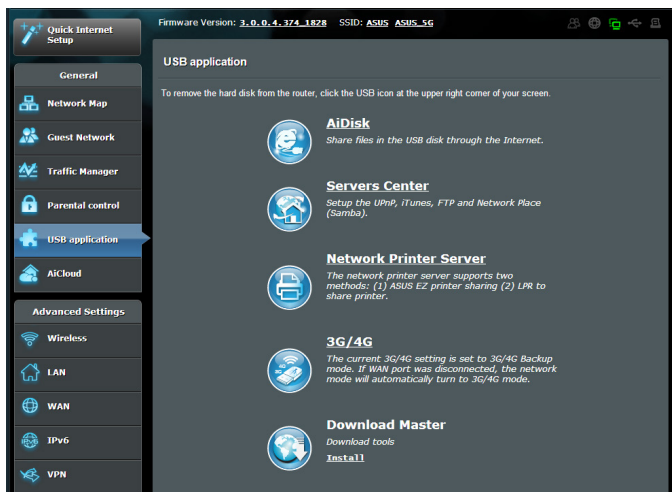 Quick Internet
Setup
Firmware Version: 3.0.0.4.374_1828 SSID: ASUS ASUS_5G
General
Network Map
Guest Network
Traffic Manager
Parental control
USB application
AiCloud
Advanced Settings
Wireless
LAN
WAN
IPv6
VPN
USB application
To remove the hard disk from the router, click the USB icon at the upper right corner of your screen.
AiDisk
Share files in the USB disk through the Internet.
Servers Center
Setup the UPnP, iTunes, FTP and Network Place
(Samba).
Network Printer Server
The network printer server supports two
methods: (1) ASUS EZ printer sharing (2) LPR to
share printer.
3G/4G
The current 3G/4G setting is set to 3G/4G Backup
mode. If WAN port was disconnected, the network
mode will automatically turn to 3G/4G mode.
Download Master
Download tools
Install